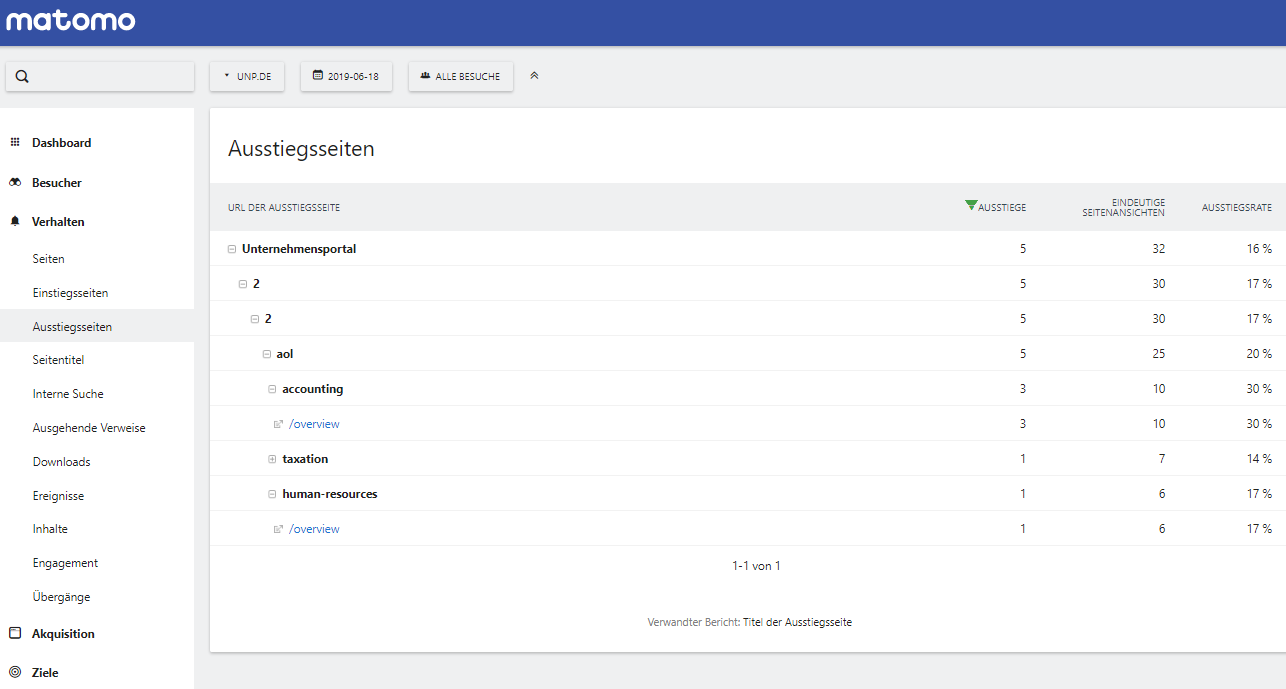 matomo
UNP.DE
2019-06-18
ALLE BESUCHE
Dashboard
Besucher
Verhalten
Seiten
Einstiegsseiten
Ausstiegsseiten
Seitentitel
Interne Suche
Ausgehende Verweise
Downloads
Ereignisse
Inhalte
Engagement
Übergänge
Akquisition
Ziele
Ausstiegsseiten
URL DER AUSSTIEGSSEITE AUSSTIEGE EINDEUTIGE SEITENANSICHTEN AUSSTIEGSRATE
Unternehmensportal 5 32 16 %
2 5 30 17 %
2 5 30 17 %
aol 5 25 20 %
accounting 3 10 30 %
/overview 3 10 30 %
taxation 1 7 14 %
human-resources 1 6 17 %
/overview 1 6 17 %
1-1 von 1
Verwandter Bericht: Titel der Ausstiegsseite